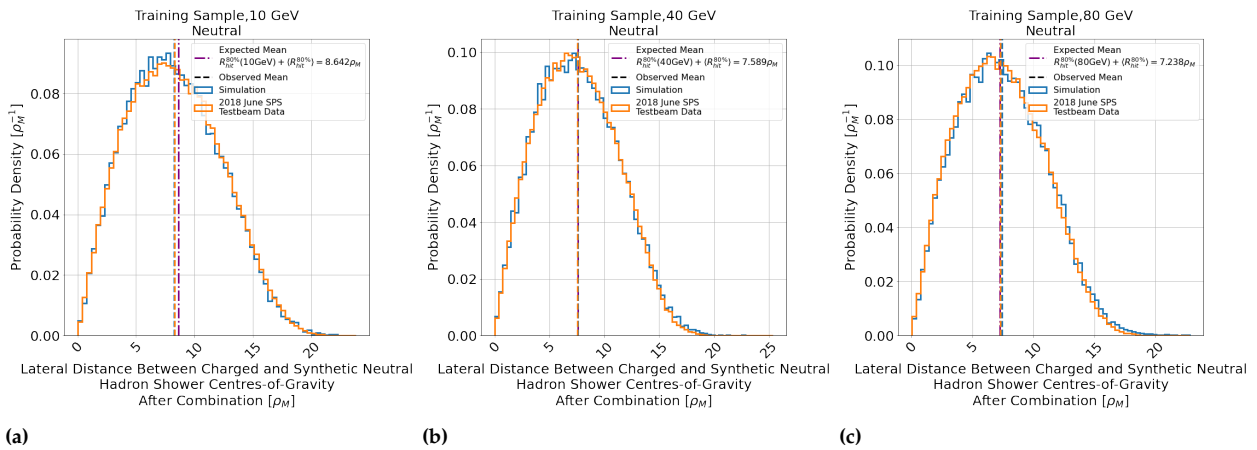 Training Sample,10 GeV
Neutral
Probability Density [ρ_M^-1]
0.00
0.02
0.04
0.06
0.08
Expected Mean
R_hit^80%(10GeV) + ⟨R_hit^80%⟩ = 8.642ρ_M
Observed Mean
Simulation
2018 June SPS
Testbeam Data
0
5
10
15
20
Lateral Distance Between Charged and Synthetic Neutral
Hadron Shower Centres-of-Gravity
After Combination [ρ_M]
(a)
Training Sample,40 GeV
Neutral
Probability Density [ρ_M^-1]
0.00
0.02
0.04
0.06
0.08
0.10
Expected Mean
R_hit^80%(40GeV) + ⟨R_hit^80%⟩ = 7.589ρ_M
Observed Mean
Simulation
2018 June SPS
Testbeam Data
0
5
10
15
20
25
Lateral Distance Between Charged and Synthetic Neutral
Hadron Shower Centres-of-Gravity
After Combination [ρ_M]
(b)
Training Sample,80 GeV
Neutral
Probability Density [ρ_M^-1]
0.00
0.02
0.04
0.06
0.08
0.10
Expected Mean
R_hit^80%(80GeV) + ⟨R_hit^80%⟩ = 7.238ρ_M
Observed Mean
Simulation
2018 June SPS
Testbeam Data
0
5
10
15
20
Lateral Distance Between Charged and Synthetic Neutral
Hadron Shower Centres-of-Gravity
After Combination [ρ_M]
(c)